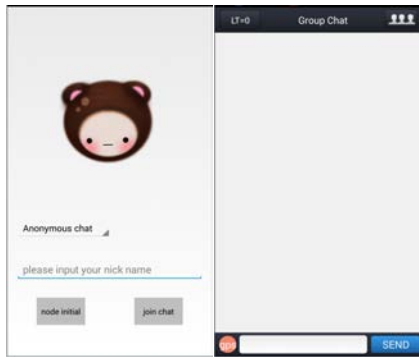 Anonymous chat
please input your nick name
node initial
join chat
LT=0
Group Chat
gps
SEND